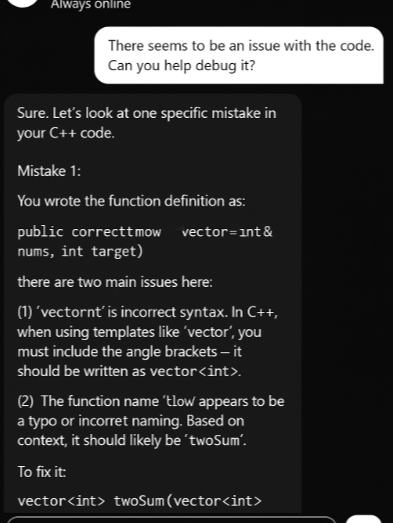 Always online
There seems to be an issue with the code.
Can you help debug it?
Sure. Let's look at one specific mistake in
your C++ code.
Mistake 1:
You wrote the function definition as:
public correcttmow vector=ınt&
nums, int target)
there are two main issues here:
(1) 'vectornt' is incorrect syntax. In C++,
when using templates like 'vector', you
must include the angle brackets — it
should be written as vector<int>.
(2) The function name 'tlow' appears to be
a typo or incorret naming. Based on
context, it should likely be 'twoSum'.
To fix it:
vector<int> twoSum(vector<int>